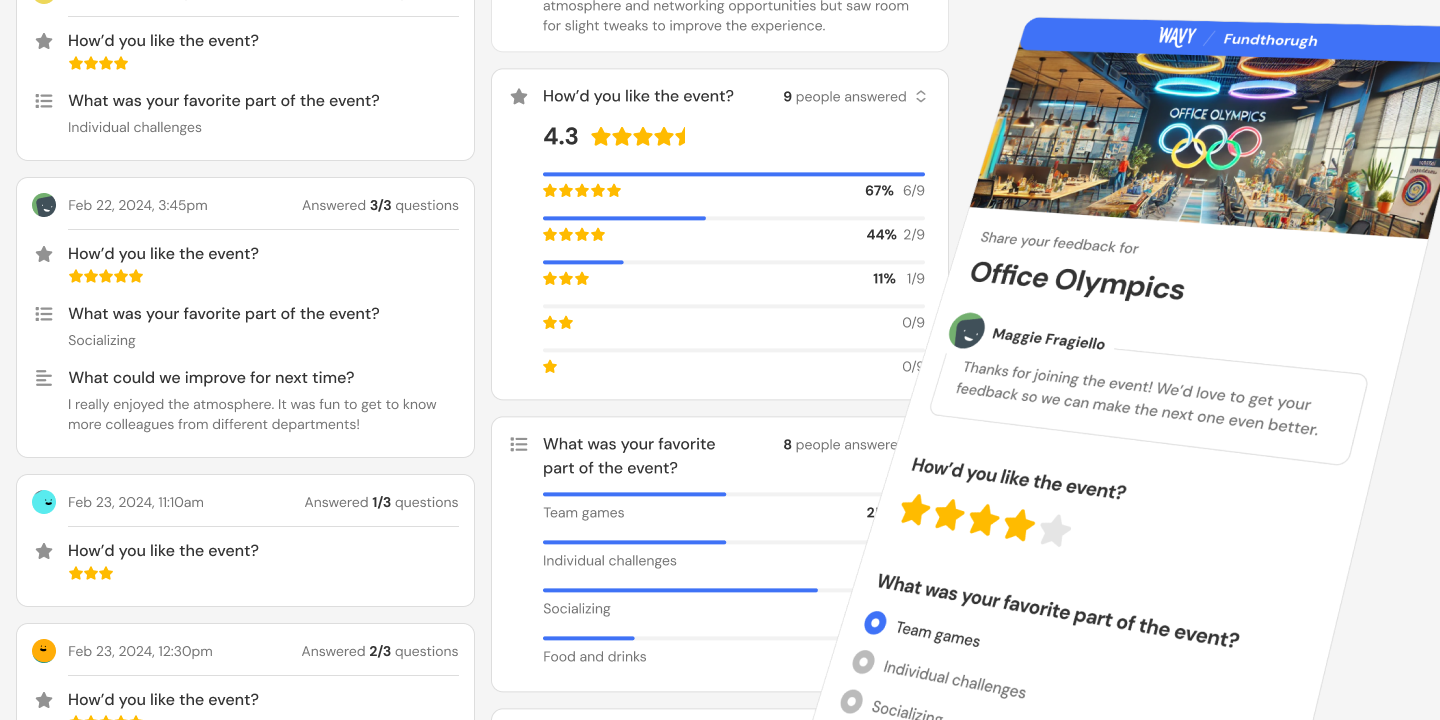 How'd you like the event?
What was your favorite part of the event?
Individual challenges
Feb 22, 2024, 3:45pm
Answered 3/3 questions
How'd you like the event?
What was your favorite part of the event?
Socializing
What could we improve for next time?
I really enjoyed the atmosphere. It was fun to get to know
more colleagues from different departments!
Feb 23, 2024, 11:10am
Answered 1/3 questions
How'd you like the event?
Feb 23, 2024, 12:30pm
Answered 2/3 questions
How'd you like the event?
atmosphere and networking opportunities but saw room
for slight tweaks to improve the experience.
How'd you like the event?
9 people answered
4.3
67% 6/9
44% 2/9
11% 1/9
0/9
0/9
What was your favorite
part of the event?
8 people answere
Team games
2
Individual challenges
Socializing
Food and drinks
WAVY / Fundthorugh
OFFICE OLYMPICS
Share your feedback for
Office Olympics
Maggie Fragiello
Thanks for joining the event! We'd love to get your
feedback so we can make the next one even better.
How'd you like the event?
What was your favorite part of the event?
Team games
Individual challenges
Socializing